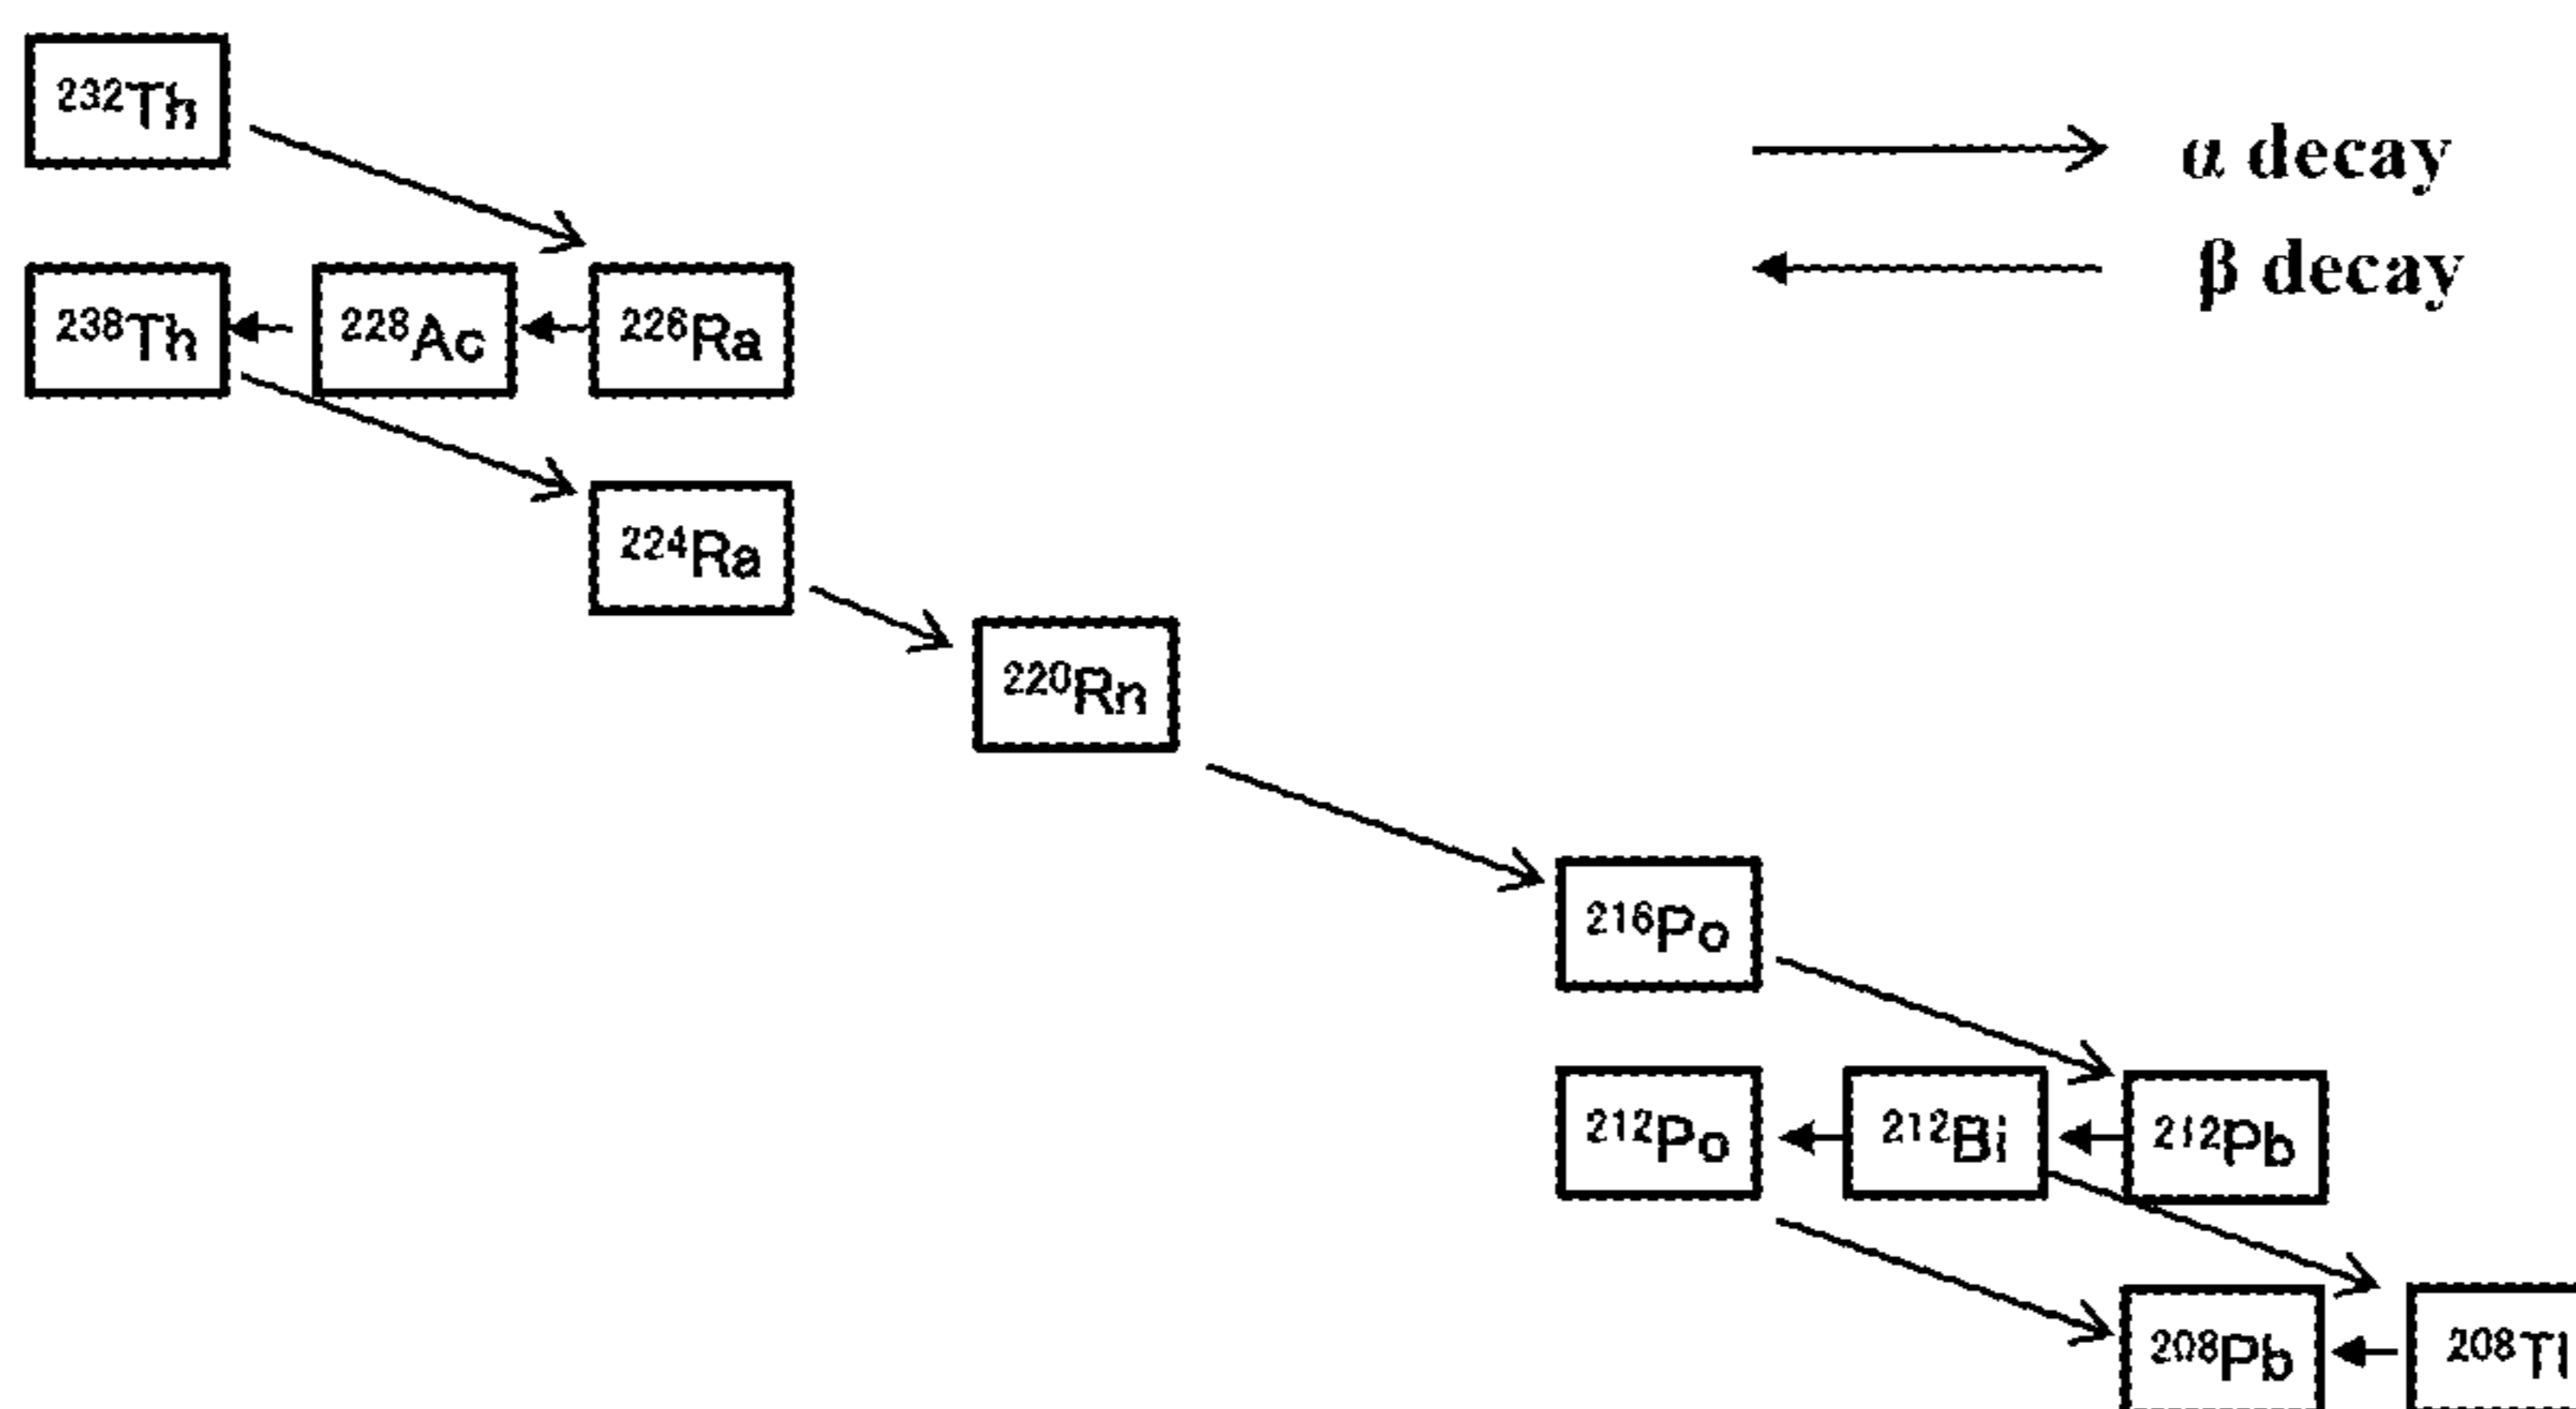 ²³²Th
α decay
β decay
²³⁸Th ²²⁸Ac ²²⁶Ra
²²⁴Ra
²²⁰Rn
²¹⁶Po
²¹²Po ²¹²Bi ²¹²Pb
²⁰⁸Pb ²⁰⁸Tl